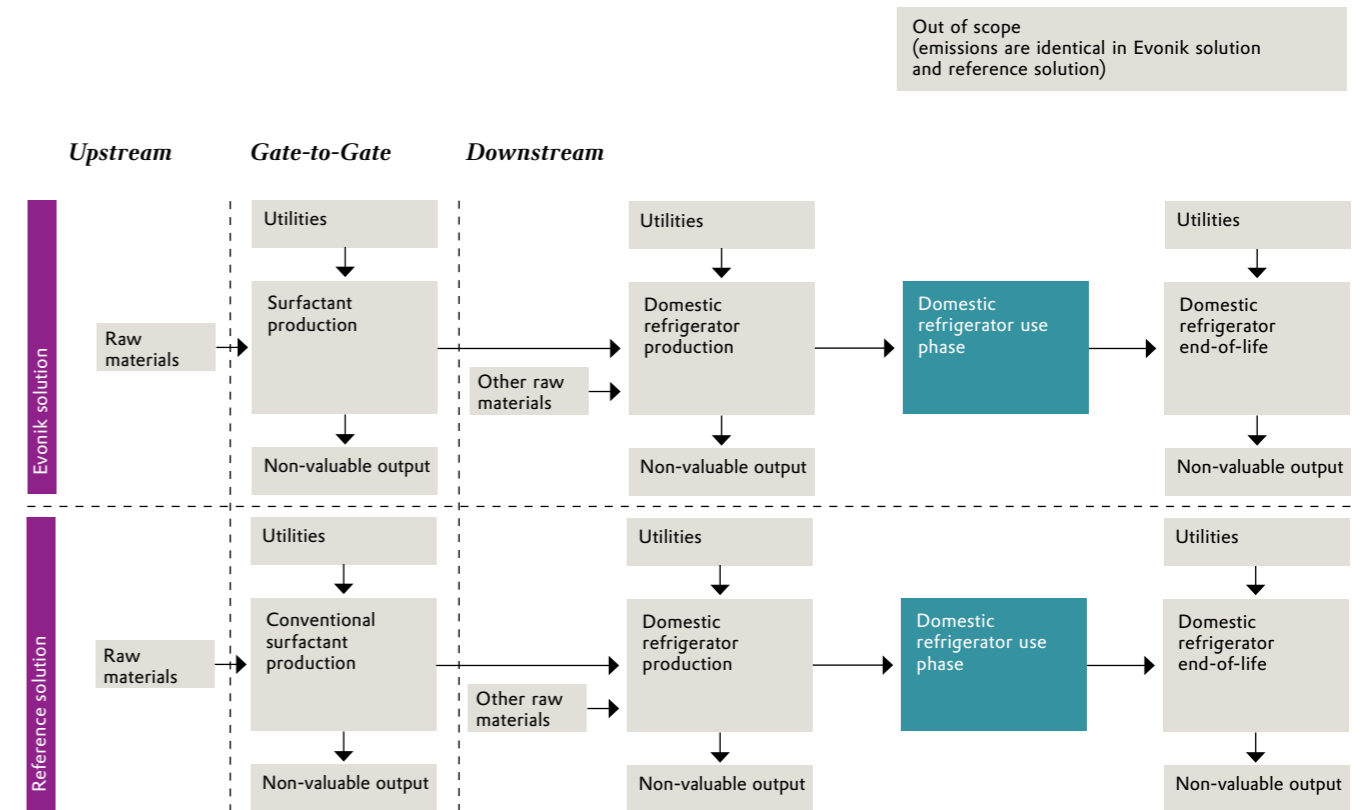 Out of scope
(emissions are identical in Evonik solution
and reference solution)
Upstream
Gate-to-Gate
Downstream
Evonik solution
Utilities
Utilities
Utilities
Raw
materials
Surfactant
production
Other raw
materials
Domestic
refrigerator
production
Domestic
refrigerator use
phase
Domestic
refrigerator
end-of-life
Non-valuable output
Non-valuable output
Non-valuable output
Reference solution
Utilities
Utilities
Utilities
Raw
materials
Conventional
surfactant
production
Other raw
materials
Domestic
refrigerator
production
Domestic
refrigerator use
phase
Domestic
refrigerator
end-of-life
Non-valuable output
Non-valuable output
Non-valuable output